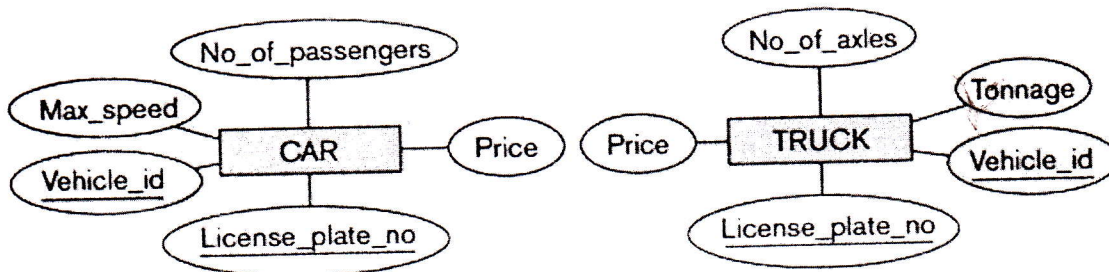 No_of_passengers
Max_speed
CAR
Price
Vehicle_id
License_plate_no
No_of_axles
Tonnage
Price
TRUCK
Vehicle_id
License_plate_no